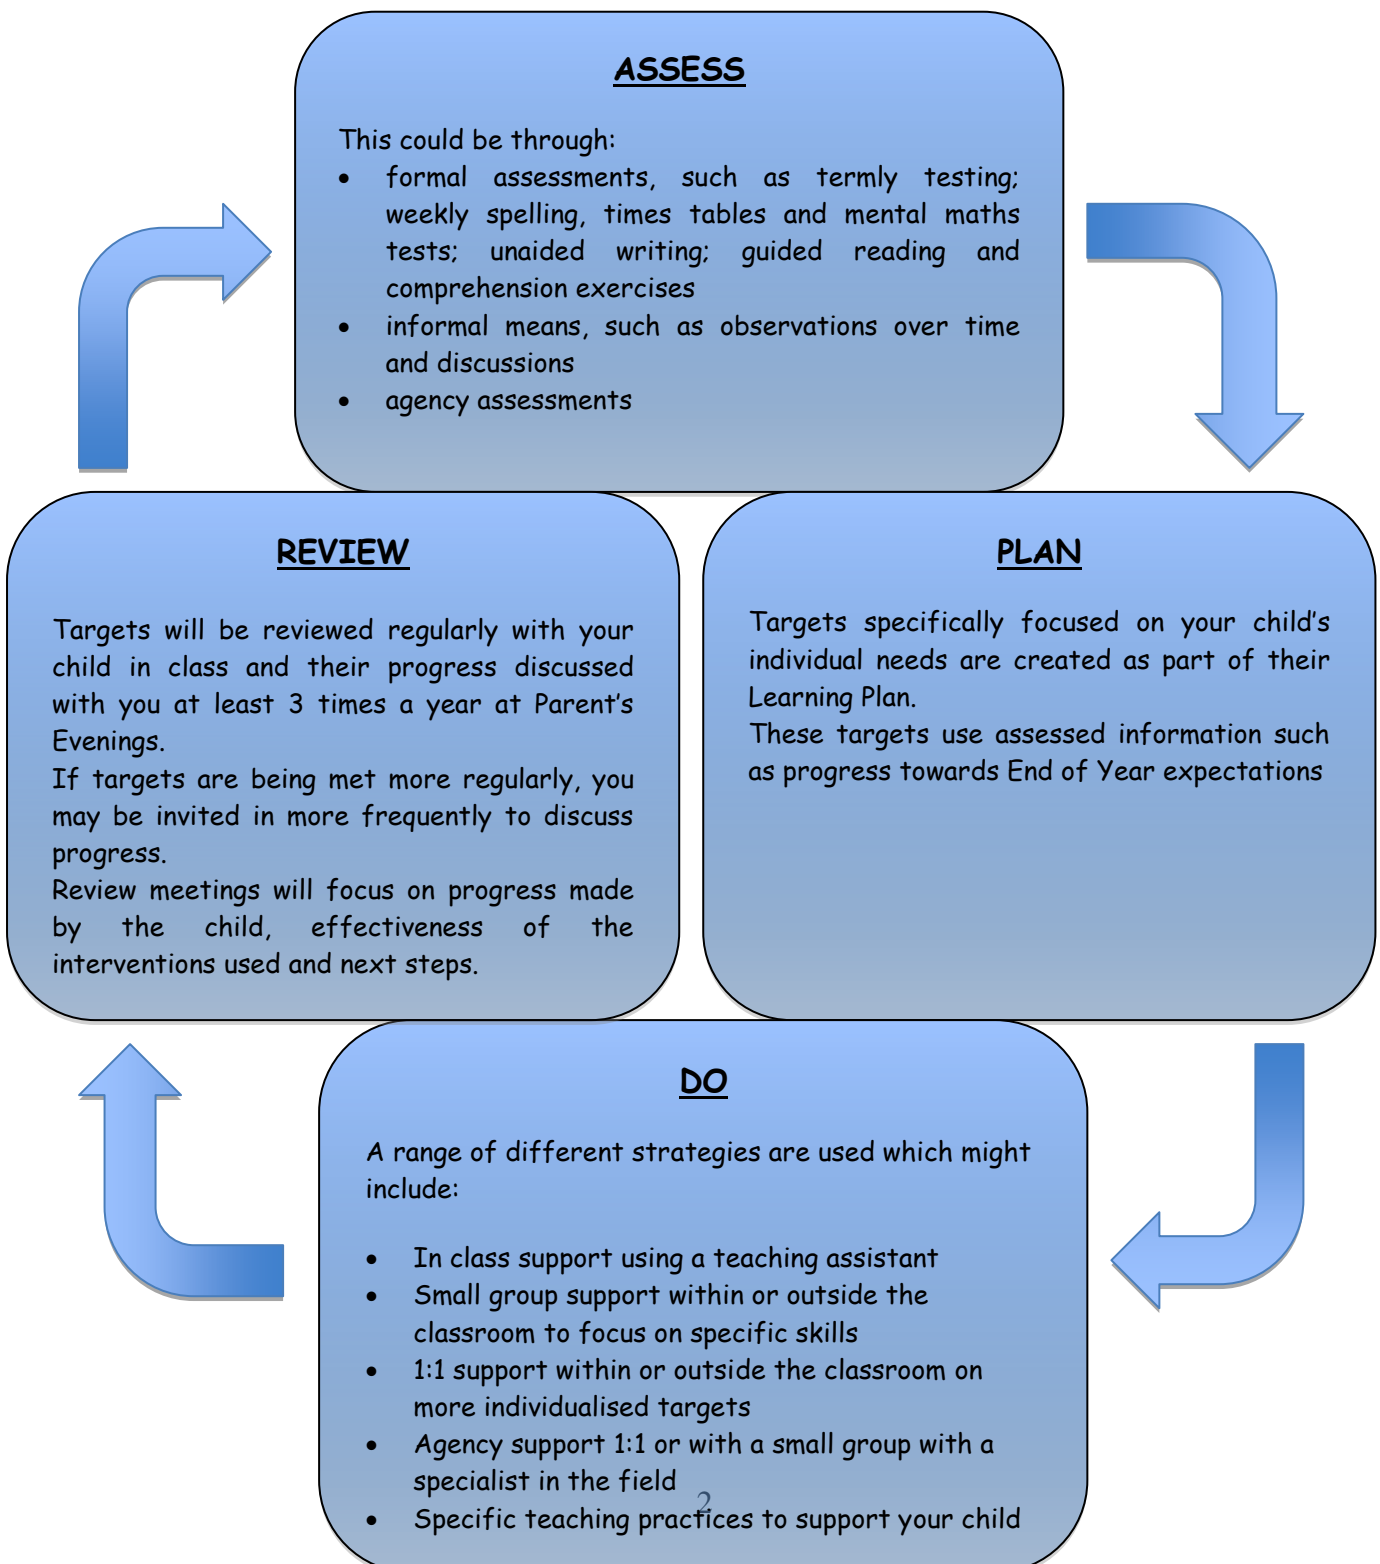 ASSESS
This could be through:
• formal assessments, such as termly testing;
weekly spelling, times tables and mental maths
tests; unaided writing; guided reading and
comprehension exercises
• informal means, such as observations over time
and discussions
• agency assessments
REVIEW
Targets will be reviewed regularly with your
child in class and their progress discussed
with you at least 3 times a year at Parent's
Evenings.
If targets are being met more regularly, you
may be invited in more frequently to discuss
progress.
Review meetings will focus on progress made
by the child, effectiveness of the
interventions used and next steps.
PLAN
Targets specifically focused on your child's
individual needs are created as part of their
Learning Plan.
These targets use assessed information such
as progress towards End of Year expectations
DO
A range of different strategies are used which might
include:
• In class support using a teaching assistant
• Small group support within or outside the
classroom to focus on specific skills
• 1:1 support within or outside the classroom on
more individualised targets
• Agency support 1:1 or with a small group with a
specialist in the field
2
• Specific teaching practices to support your child